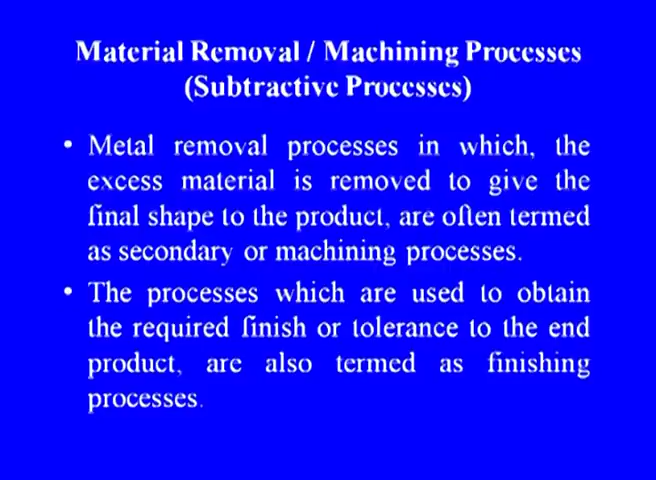 Material Removal / Machining Processes
(Subtractive Processes)
• Metal removal processes in which, the
excess material is removed to give the
final shape to the product, are often termed
as secondary or machining processes.
• The processes which are used to obtain
the required finish or tolerance to the end
product, are also termed as finishing
processes.